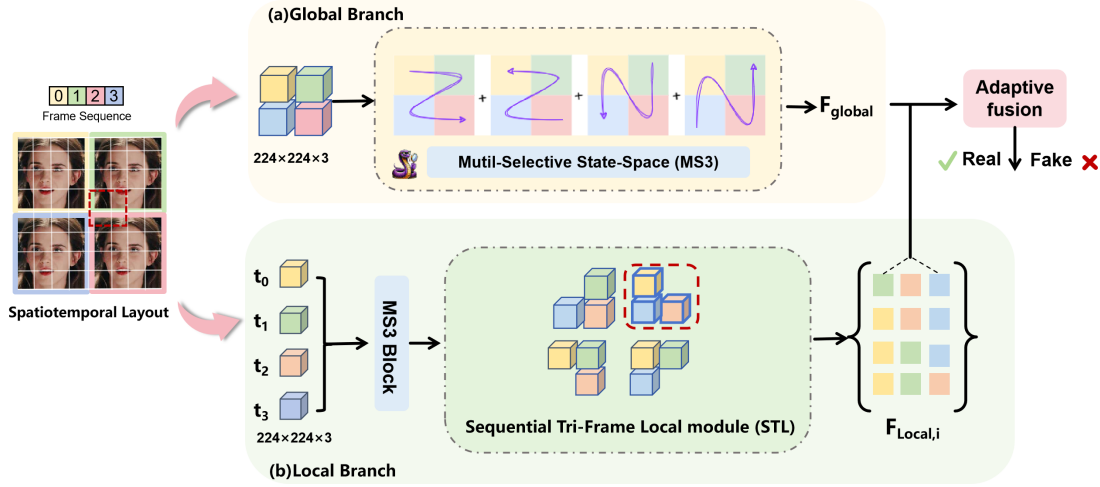 (a)Global Branch
0 1 2 3
Frame Sequence
Spatiotemporal Layout
224×224×3
+ + +
Mutil-Selective State-Space (MS3)
F_global
Adaptive
fusion
Real Fake
t_0
t_1
t_2
t_3
224×224×3
MS3 Block
Sequential Tri-Frame Local module (STL)
F_Local,i
(b)Local Branch